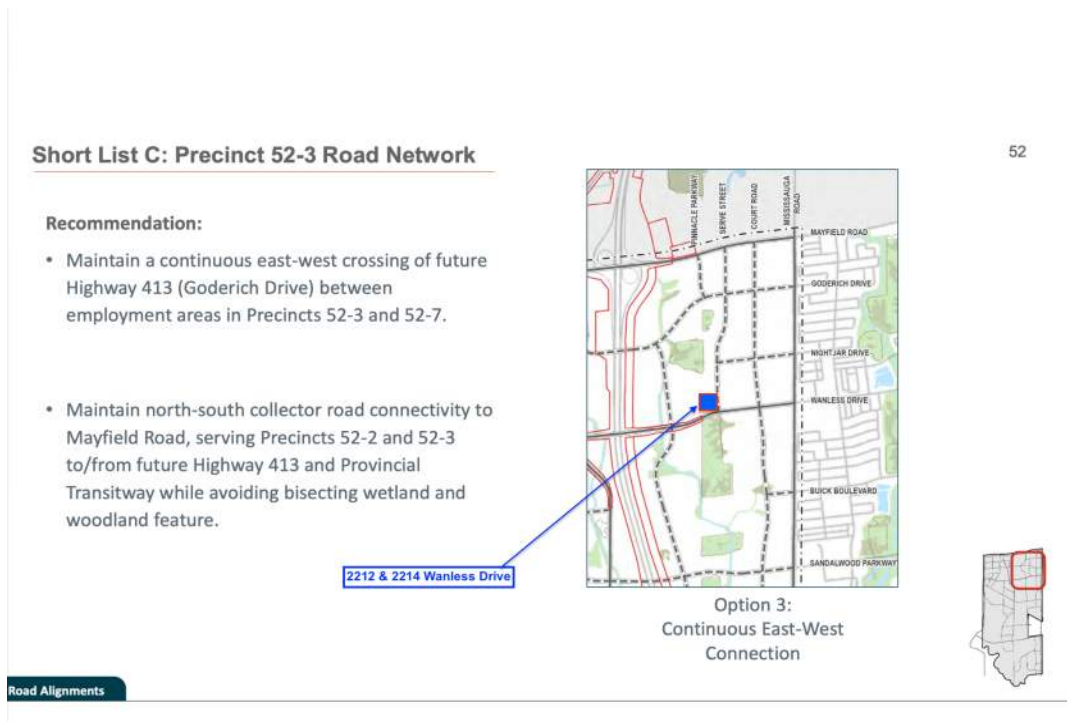 Short List C: Precinct 52-3 Road Network
52
Recommendation:
• Maintain a continuous east-west crossing of future
Highway 413 (Goderich Drive) between
employment areas in Precincts 52-3 and 52-7.
• Maintain north-south collector road connectivity to
Mayfield Road, serving Precincts 52-2 and 52-3
to/from future Highway 413 and Provincial
Transitway while avoiding bisecting wetland and
woodland feature.
2212 & 2214 Wanless Drive
PINNACLE PARKWAY
SERVE STREET
COURT ROAD
MISSISSAUGA
ROAD
MAYFIELD ROAD
GODERICH DRIVE
NIGHTJAR DRIVE
WANLESS DRIVE
BUICK BOULEVARD
SANDALWOOD PARKWAY
Option 3:
Continuous East-West
Connection
Road Alignments